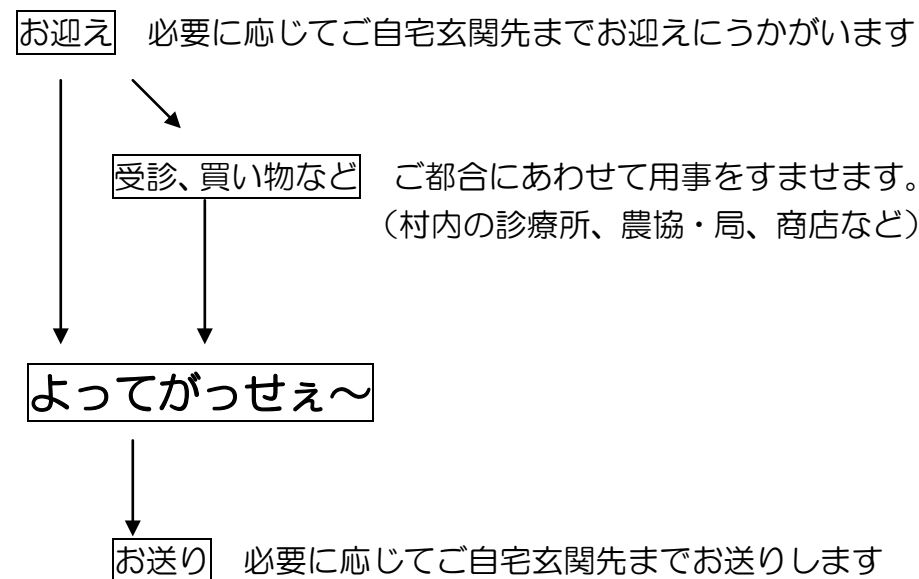 お迎え　必要に応じてご自宅玄関先までお迎えにうかがいます
受診、買い物など　ご都合にあわせて用事をすませます。
（村内の診療所、農協・局、商店など）
よってがっせぇ～
お送り　必要に応じてご自宅玄関先までお送りします